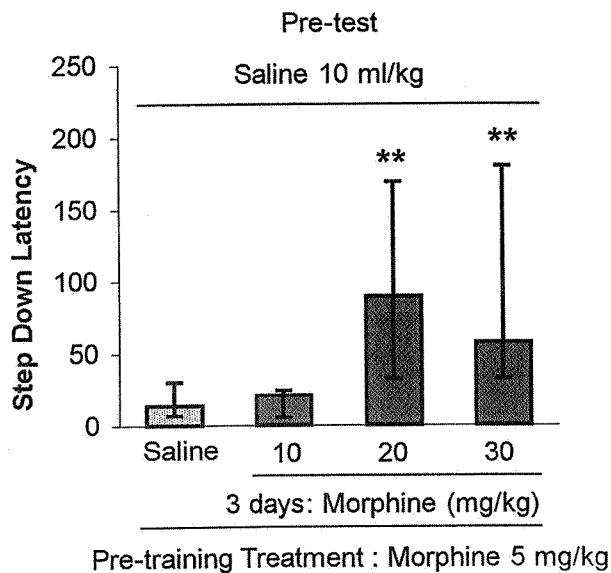 Pre-test
Saline 10 ml/kg
Step Down Latency
250
200
150
100
50
0
**
**
Saline 10 20 30
3 days: Morphine (mg/kg)
Pre-training Treatment : Morphine 5 mg/kg